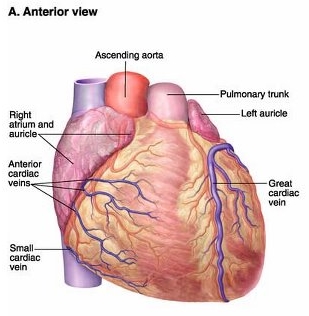 A. Anterior view
Ascending aorta
Pulmonary trunk
Left auricle
Right
atrium and
auricle
Anterior
cardiac
veins
Great
cardiac
vein
Small
cardiac
vein